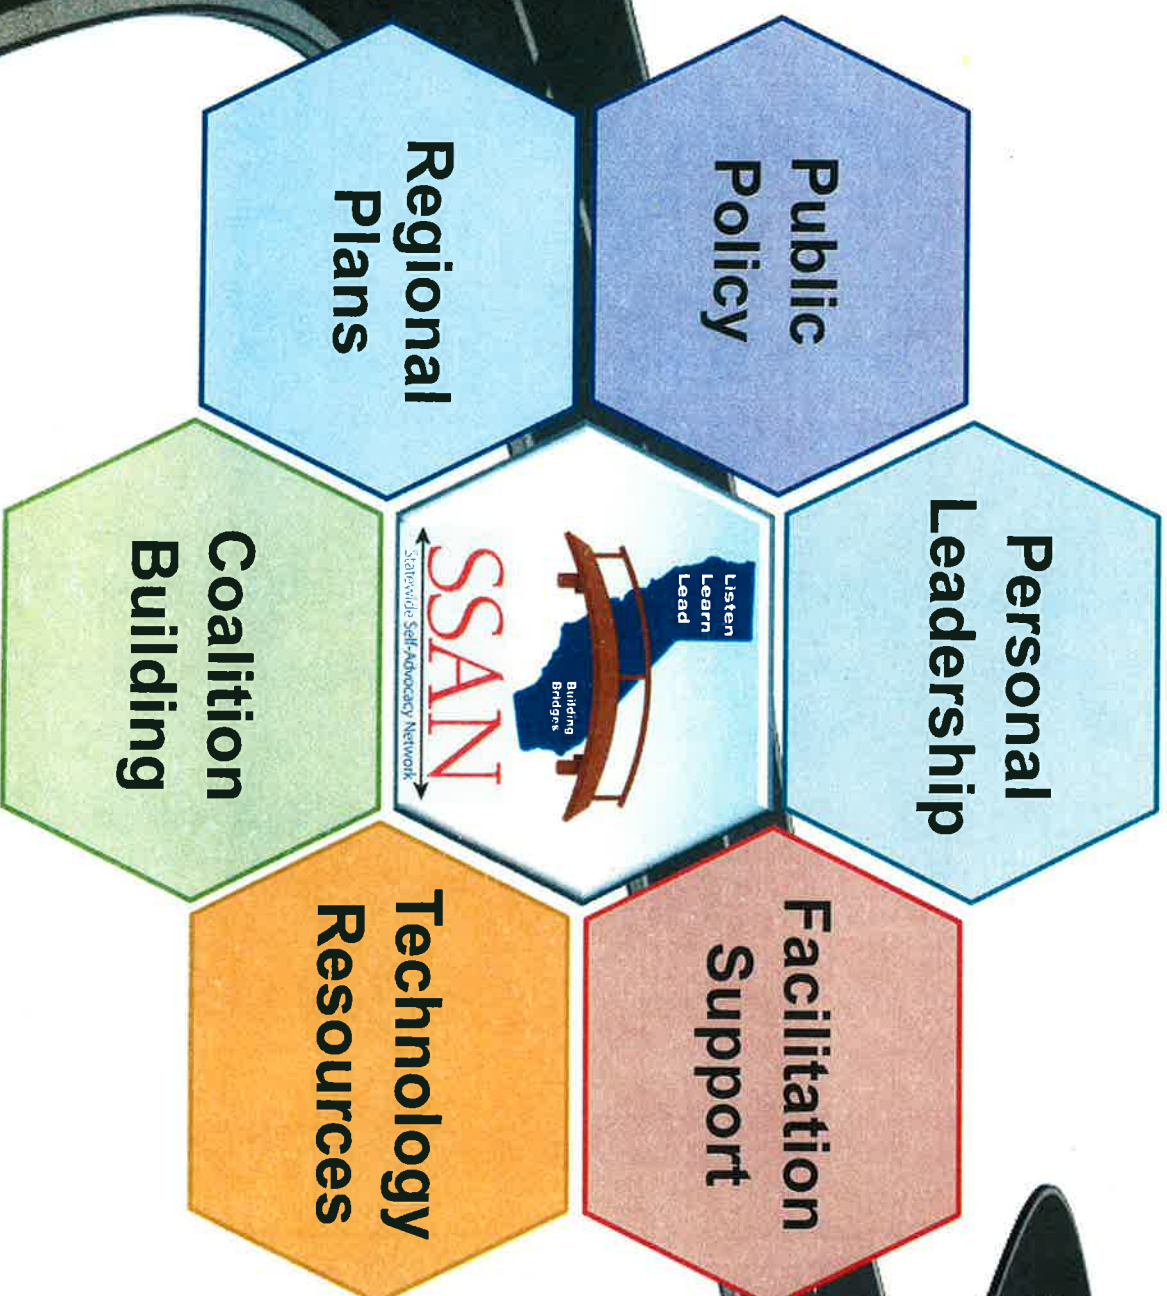 Personal
Leadership
Public
Policy
Facilitation
Support
Listen
Learn
Lead
Building
Bridges
SSAN
Statewide Self-Advocacy Network
Regional
Plans
Technology
Resources
Coalition
Building